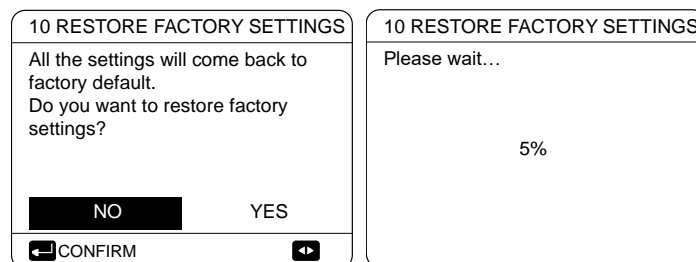 10 RESTORE FACTORY SETTINGS
All the settings will come back to
factory default.
Do you want to restore factory
settings?
NO YES
CONFIRM
10 RESTORE FACTORY SETTINGS
Please wait…
5%